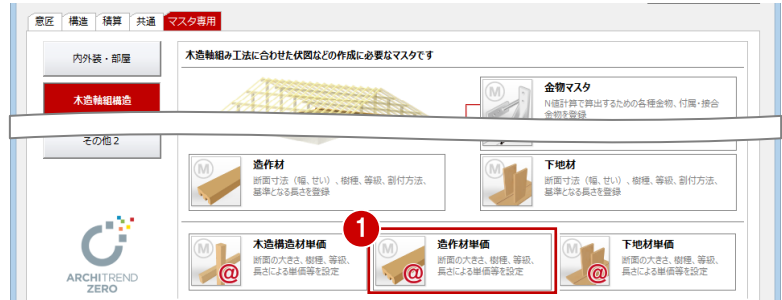 意匠 構造 積算 共通 マスタ専用
内外装・部屋
木造軸組構造
その他2
木造軸組み工法に合わせた伏図などの作成に必要なマスタです
M
金物マスタ
N値計算で算出するための各種金物、付属・接合
金物を登録
M
造作材
断面寸法（幅、せい）、樹種、等級、割付方法、
基準となる長さを登録
M
下地材
断面寸法（幅、せい）、樹種、等級、割付方法、
基準となる長さを登録
1
M
@
木造構造材単価
断面の大きさ、樹種、等級、
長さによる単価等を設定
M
@
造作材単価
断面の大きさ、樹種、等級、
長さによる単価等を設定
M
@
下地材単価
断面の大きさ、樹種、等級、
長さによる単価等を設定
ARCHITREND
ZERO